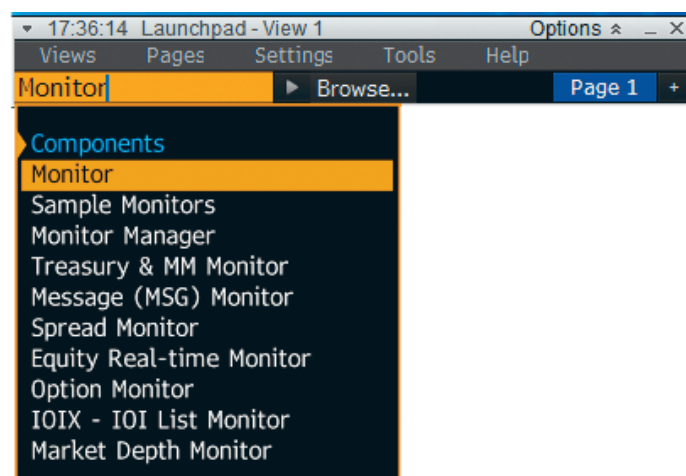 17:36:14 Launchpad - View 1 Options
Views Pages Settings Tools Help
Monitor Browse... Page 1 +
Components
Monitor
Sample Monitors
Monitor Manager
Treasury & MM Monitor
Message (MSG) Monitor
Spread Monitor
Equity Real-time Monitor
Option Monitor
IOIX - IOI List Monitor
Market Depth Monitor